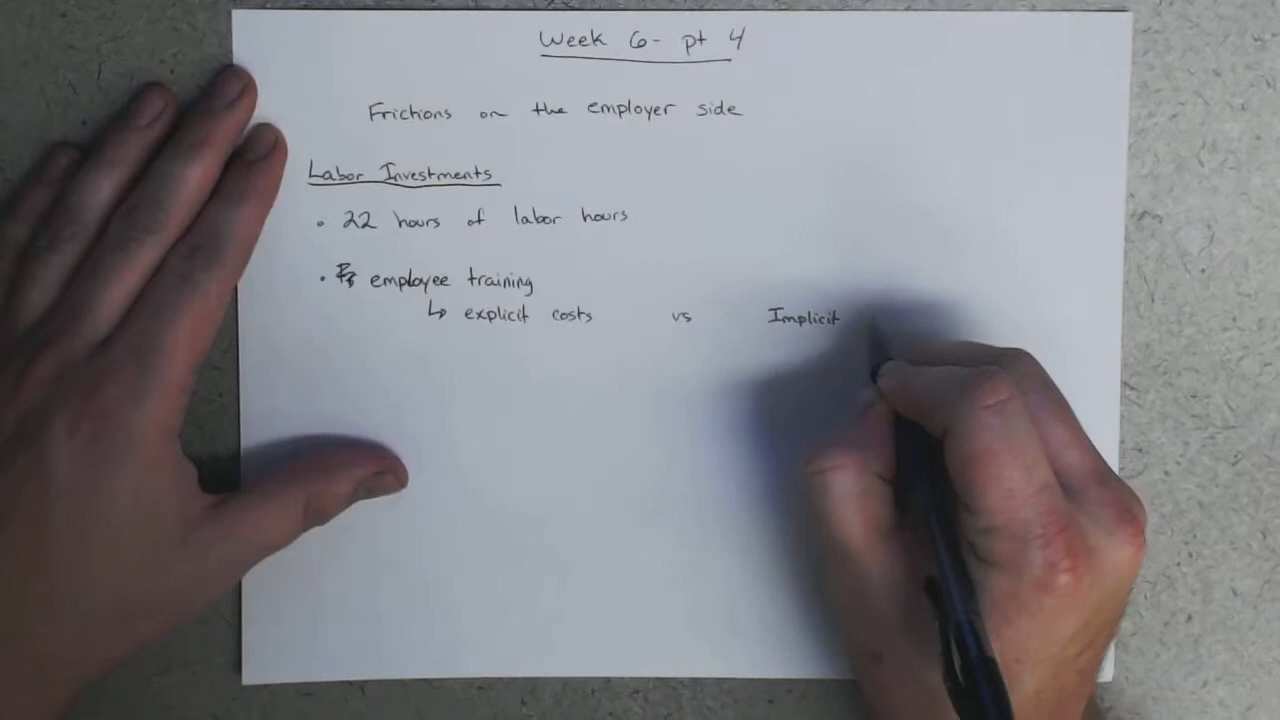 Week 6- pt 4
Frictions on the employer side
Labor Investments
• 22 hours of labor hours
• employee training
↳ explicit costs vs Implicit